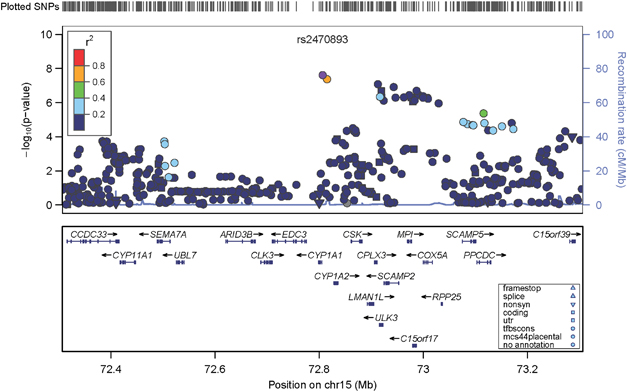 Plotted SNPs
rs2470893
r2
0.8
0.6
0.4
0.2
10
8
6
4
2
0
−log10(p−value)
100
80
60
40
20
0
Recombination rate (cM/Mb)
CCDC33 SEMA7A ARID3B EDC3 CSK MPI SCAMP5 C15orf39
CYP11A1 UBL7 CLK3 CYP1A1 CPLX3 COX5A PPCDC
CYP1A2 SCAMP2
LMAN1L RPP25
ULK3
C15orf17
framestop
splice
nonsyn
coding
utr
tfbscons
mcs44placental
no annotation
72.4 72.6 72.8 73 73.2
Position on chr15 (Mb)